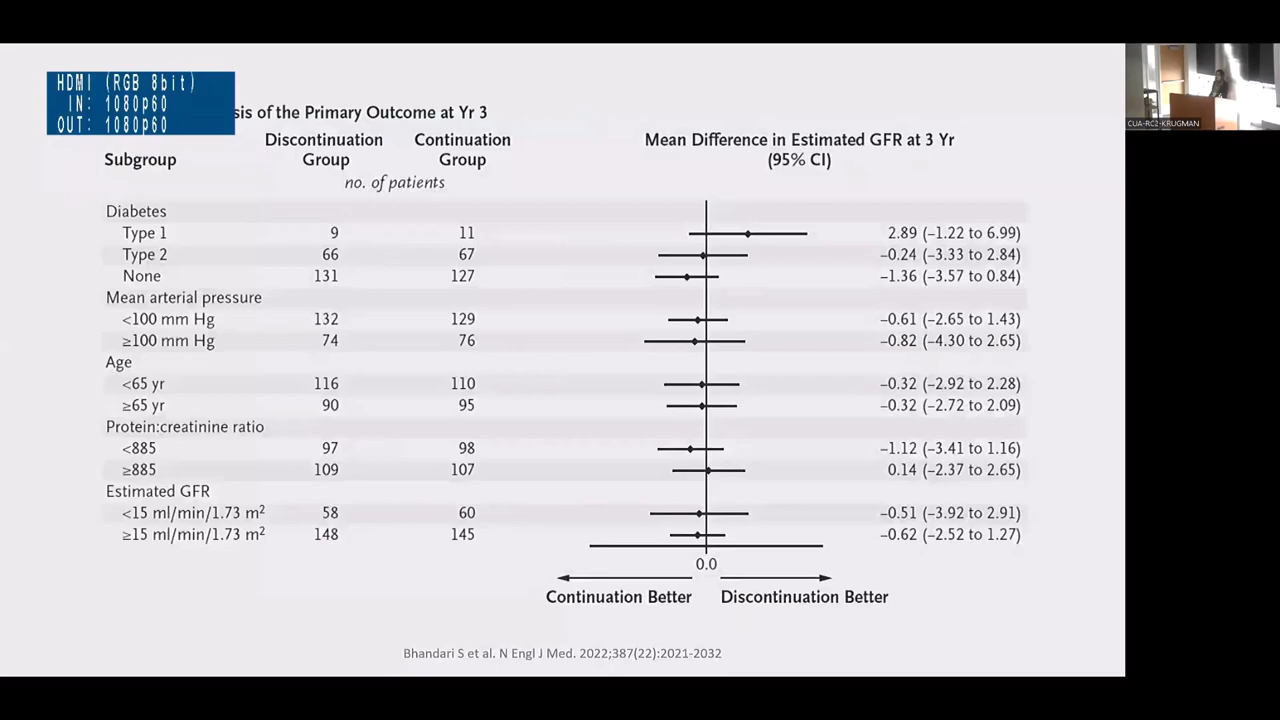 HDMI (RGB 8bit)
IN: 1080p60
OUT: 1080p60
sis of the Primary Outcome at Yr 3
Subgroup
Discontinuation Group
Continuation Group
Mean Difference in Estimated GFR at 3 Yr
(95% CI)
no. of patients
Diabetes
Type 1 9 11 2.89 (–1.22 to 6.99)
Type 2 66 67 –0.24 (–3.33 to 2.84)
None 131 127 –1.36 (–3.57 to 0.84)
Mean arterial pressure
<100 mm Hg 132 129 –0.61 (–2.65 to 1.43)
≥100 mm Hg 74 76 –0.82 (–4.30 to 2.65)
Age
<65 yr 116 110 –0.32 (–2.92 to 2.28)
≥65 yr 90 95 –0.32 (–2.72 to 2.09)
Protein:creatinine ratio
<885 97 98 –1.12 (–3.41 to 1.16)
≥885 109 107 0.14 (–2.37 to 2.65)
Estimated GFR
<15 ml/min/1.73 m² 58 60 –0.51 (–3.92 to 2.91)
≥15 ml/min/1.73 m² 148 145 –0.62 (–2.52 to 1.27)
0.0
Continuation Better Discontinuation Better
Bhandari S et al. N Engl J Med. 2022;387(22):2021-2032
CUA-RC2-KRUGMAN